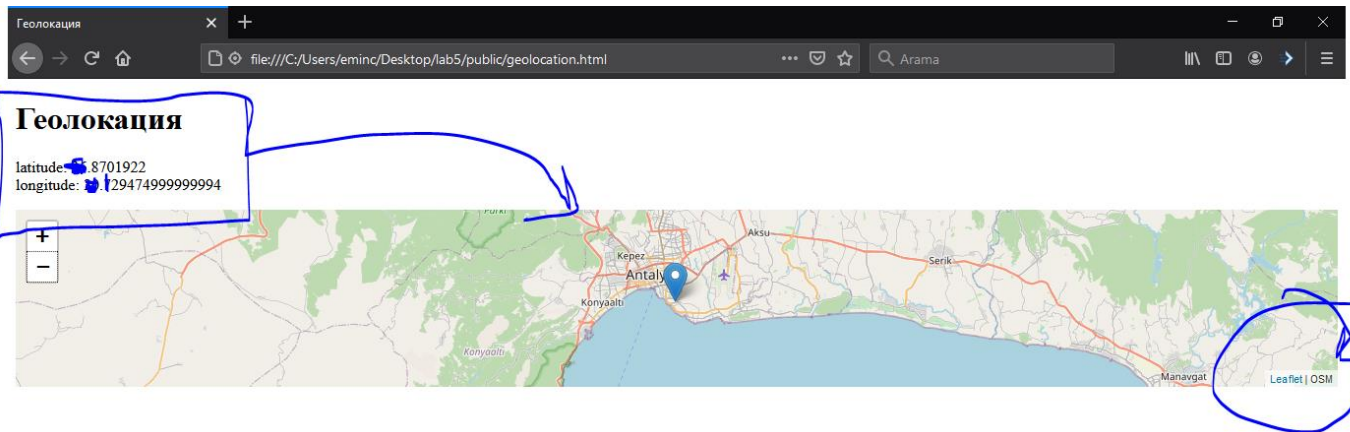 Геолокация
file:///C:/Users/eminc/Desktop/lab5/public/geolocation.html
Arama
Геолокация
latitude: .8701922
longitude: .729474999999994
+
−
Aksu
Kepez
Serik
Antaly
Konyaaltı
Konyaaltı
Manavgat
Leaflet | OSM